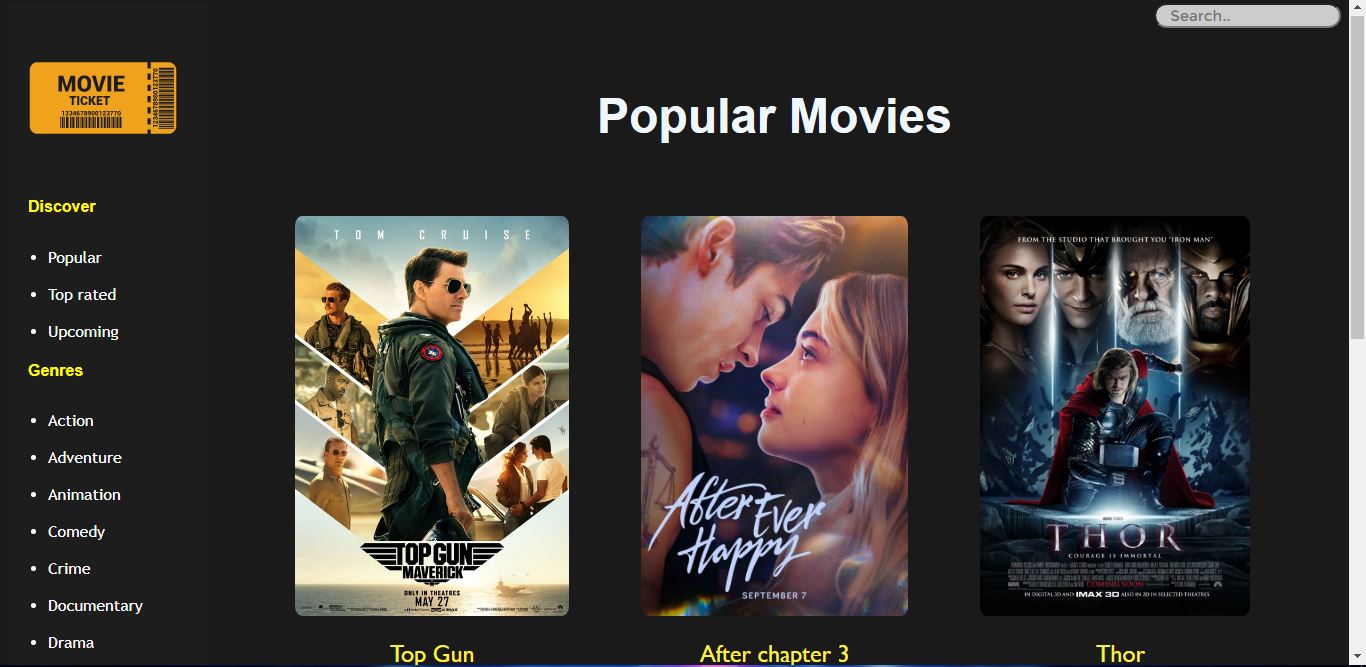 Search..
MOVIE
TICKET
1234678900123770
1234678900123770
Popular Movies
Discover
Popular
Top rated
Upcoming
Genres
Action
Adventure
Animation
Comedy
Crime
Documentary
Drama
TOM CRUISE
TOP GUN
MAVERICK
ONLY IN THEATRES
MAY 27
Top Gun
After Ever
Happy
SEPTEMBER 7
After chapter 3
FROM THE STUDIO THAT BROUGHT YOU "IRON MAN"
THOR
COURAGE IS IMMORTAL
COMING SOON
IN DIGITAL 3D AND IMAX 3D ALSO IN 2D IN SELECTED THEATRES
Thor